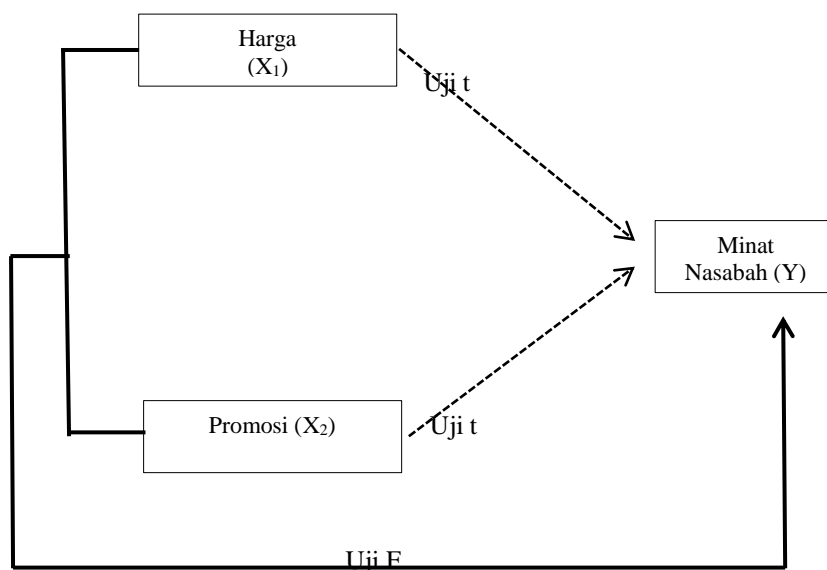 Harga
(X₁)
Uji t
Minat
Nasabah (Y)
Promosi (X₂)
Uji t
Uji F